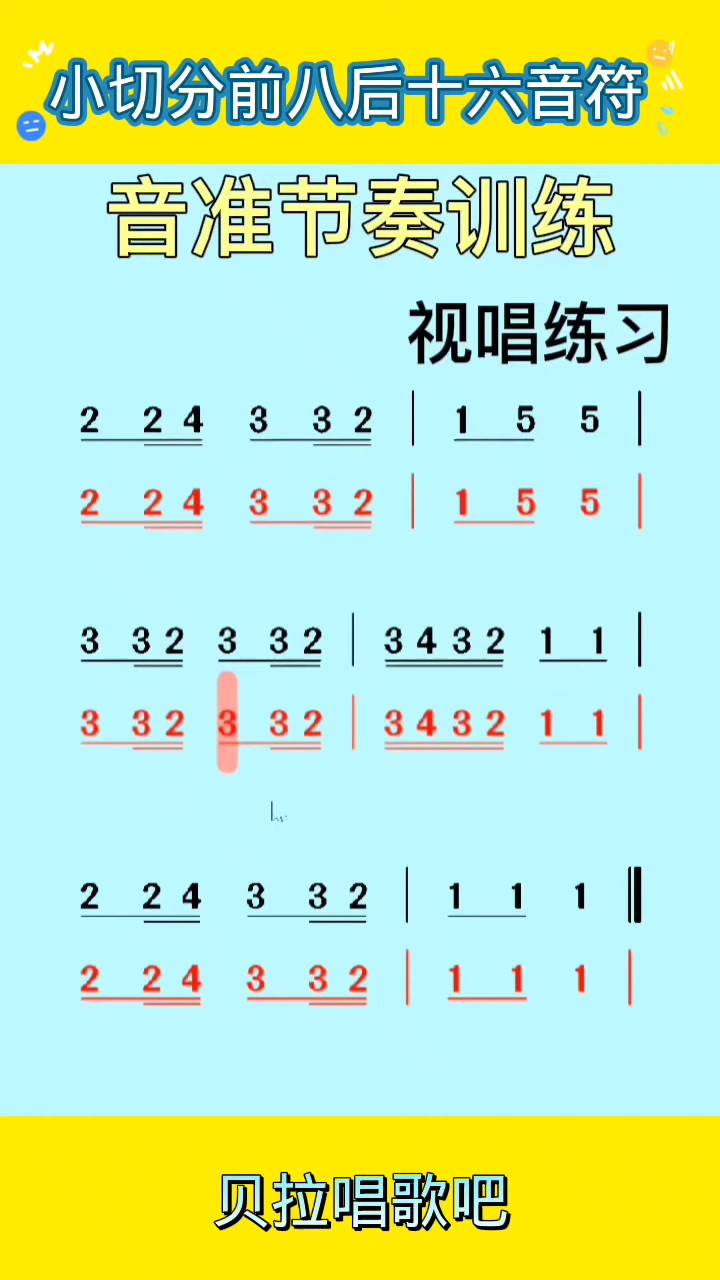 小切分前八后十六音符
音准节奏训练
视唱练习
2 2 4 3 3 2 | 1 5 5 |
2 2 4 3 3 2 | 1 5 5 |
3 3 2 3 3 2 | 3 4 3 2 1 1 |
3 3 2 3 3 2 | 3 4 3 2 1 1 |
2 2 4 3 3 2 | 1 1 1 ‖
2 2 4 3 3 2 | 1 1 1 |
贝拉唱歌吧